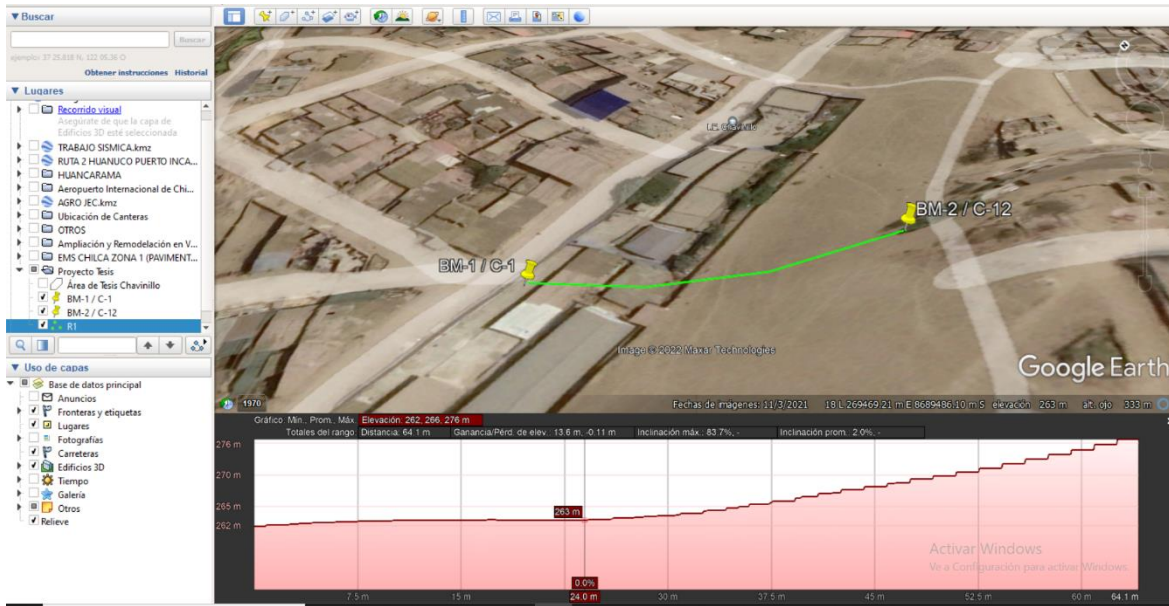 Buscar
Buscar
ejemplo: 37 25.818 N, 122 05.36 O
Obtener instrucciones Historial
Lugares
Recorrido visual
Asegúrate de que la capa de
Edificios 3D esté seleccionada
TRABAJO SISMICA.kmz
RUTA 2 HUANUCO PUERTO INCA...
HUANCARAMA
Aeropuerto Internacional de Chi...
AGRO JEC.kmz
Ubicación de Canteras
OTROS
Ampliación y Remodelación en V...
EMS CHILCA ZONA 1 (PAVIMENT...
Proyecto Tesis
Área de Tesis Chavinillo
BM-1 / C-1
BM-2 / C-12
R1
Uso de capas
Base de datos principal
Anuncios
Fronteras y etiquetas
Lugares
Fotografías
Carreteras
Edificios 3D
Tiempo
Galería
Otros
Relieve
BM-2 / C-12
BM-1 / C-1
Image © 2022 Maxar Technologies
Google Earth
1970
Fechas de imágenes: 11/3/2021 18 L 269469.21 m E 8689486.10 m S elevación 263 m alt. ojo 333 m
Gráfico: Mín., Prom., Máx. Elevación: 262, 266, 276 m
Totales del rango: Distancia: 64.1 m Ganancia/Pérd. de elev.: 13.6 m, -0.11 m Inclinación máx.: 83.7%, - Inclinación prom.: 2.0%, -
276 m
270 m
265 m
262 m
263 m
Activar Windows
Ve a Configuración para activar Windows.
0.0%
7.5 m 15 m 24.0 m 30 m 37.5 m 45 m 52.5 m 60 m 64.1 m